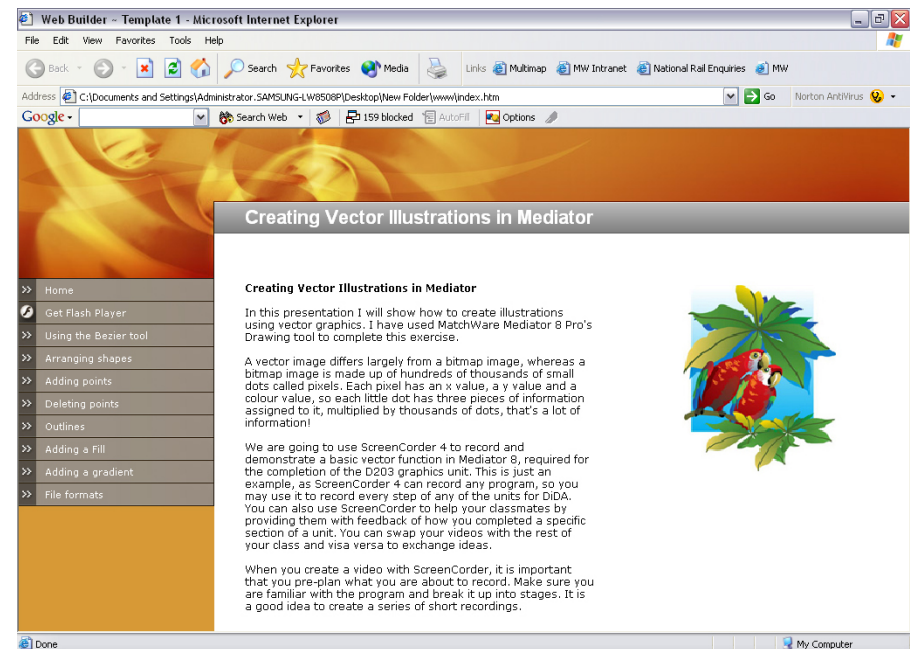 Web Builder ~ Template 1 - Microsoft Internet Explorer
File Edit View Favorites Tools Help
Back Search Favorites Media Links Multimap MW Intranet National Rail Enquiries MW
Address C:\Documents and Settings\Administrator.SAMSUNG-LW8508P\Desktop\New Folder\www\index.htm Go Norton AntiVirus
Google Search Web 159 blocked AutoFill Options
Creating Vector Illustrations in Mediator
Home
Get Flash Player
Using the Bezier tool
Arranging shapes
Adding points
Deleting points
Outlines
Adding a Fill
Adding a gradient
File formats
Creating Vector Illustrations in Mediator
In this presentation I will show how to create illustrations
using vector graphics. I have used MatchWare Mediator 8 Pro's
Drawing tool to complete this exercise.
A vector image differs largely from a bitmap image, whereas a
bitmap image is made up of hundreds of thousands of small
dots called pixels. Each pixel has an x value, a y value and a
colour value, so each little dot has three pieces of information
assigned to it, multiplied by thousands of dots, that's a lot of
information!
We are going to use ScreenCorder 4 to record and
demonstrate a basic vector function in Mediator 8, required for
the completion of the D203 graphics unit. This is just an
example, as ScreenCorder 4 can record any program, so you
may use it to record every step of any of the units for DiDA.
You can also use ScreenCorder to help your classmates by
providing them with feedback of how you completed a specific
section of a unit. You can swap your videos with the rest of
your class and visa versa to exchange ideas.
When you create a video with ScreenCorder, it is important
that you pre-plan what you are about to record. Make sure you
are familiar with the program and break it up into stages. It is
a good idea to create a series of short recordings.
Done My Computer